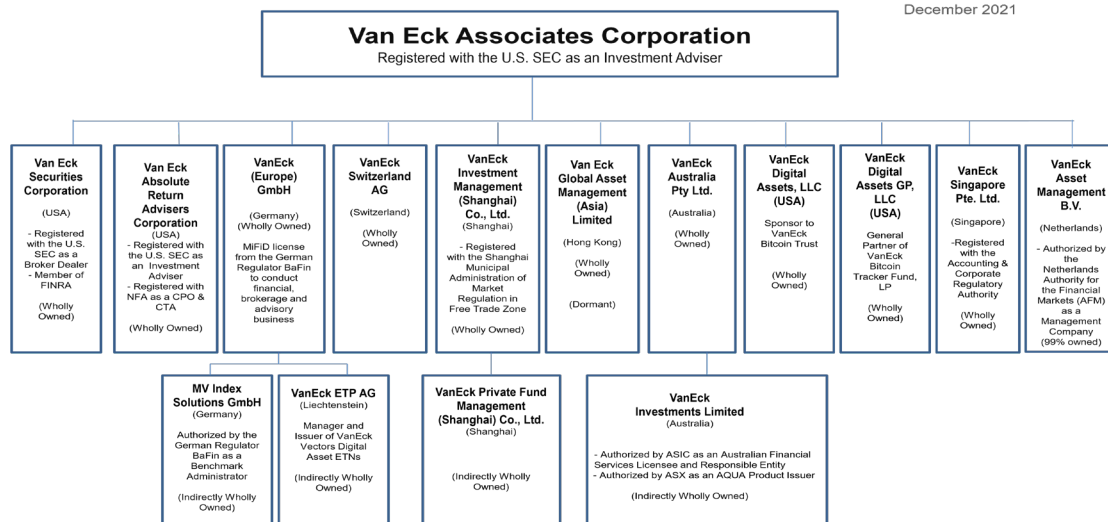 December 2021
Van Eck Associates Corporation
Registered with the U.S. SEC as an Investment Adviser
Van Eck
Securities
Corporation
(USA)
- Registered
with the U.S.
SEC as a
Broker Dealer
- Member of
FINRA
(Wholly
Owned)
Van Eck
Absolute
Return
Advisers
Corporation
(USA)
- Registered with
the U.S. SEC as
an Investment
Adviser
- Registered with
NFA as a CPO &
CTA
(Wholly Owned)
VanEck
(Europe)
GmbH
(Germany)
(Wholly Owned)
MiFiD license
from the German
Regulator BaFin
to conduct
financial,
brokerage and
advisory
business
VanEck
Switzerland
AG
(Switzerland)
(Wholly
Owned)
VanEck
Investment
Management
(Shanghai)
Co., Ltd.
(Shanghai)
- Registered
with the Shanghai
Municipal
Administration of
Market
Regulation in
Free Trade Zone
(Wholly Owned)
Van Eck
Global Asset
Management
(Asia)
Limited
(Hong Kong)
(Wholly
Owned)
(Dormant)
VanEck
Australia
Pty Ltd.
(Australia)
(Wholly
Owned)
VanEck
Digital
Assets, LLC
(USA)
Sponsor to
VanEck
Bitcoin Trust
(Wholly
Owned)
VanEck
Digital
Assets GP,
LLC
(USA)
General
Partner of
VanEck
Bitcoin
Tracker Fund,
LP
(Wholly
Owned)
VanEck
Singapore
Pte. Ltd.
(Singapore)
-Registered
with the
Accounting &
Corporate
Regulatory
Authority
(Wholly
Owned)
VanEck
Asset
Management
B.V.
(Netherlands)
- Authorized by
the
Netherlands
Authority for
the Financial
Markets (AFM)
as a
Management
Company
(99% owned)
MV Index
Solutions GmbH
(Germany)
Authorized by the
German Regulator
BaFin as a
Benchmark
Administrator
(Indirectly Wholly
Owned)
VanEck ETP AG
(Liechtenstein)
Manager and
Issuer of VanEck
Vectors Digital
Asset ETNs
(Indirectly Wholly
Owned)
VanEck Private Fund
Management
(Shanghai) Co., Ltd.
(Shanghai)
(Indirectly Wholly
Owned)
VanEck
Investments Limited
(Australia)
- Authorized by ASIC as an Australian Financial
Services Licensee and Responsible Entity
- Authorized by ASX as an AQUA Product Issuer
(Indirectly Wholly Owned)